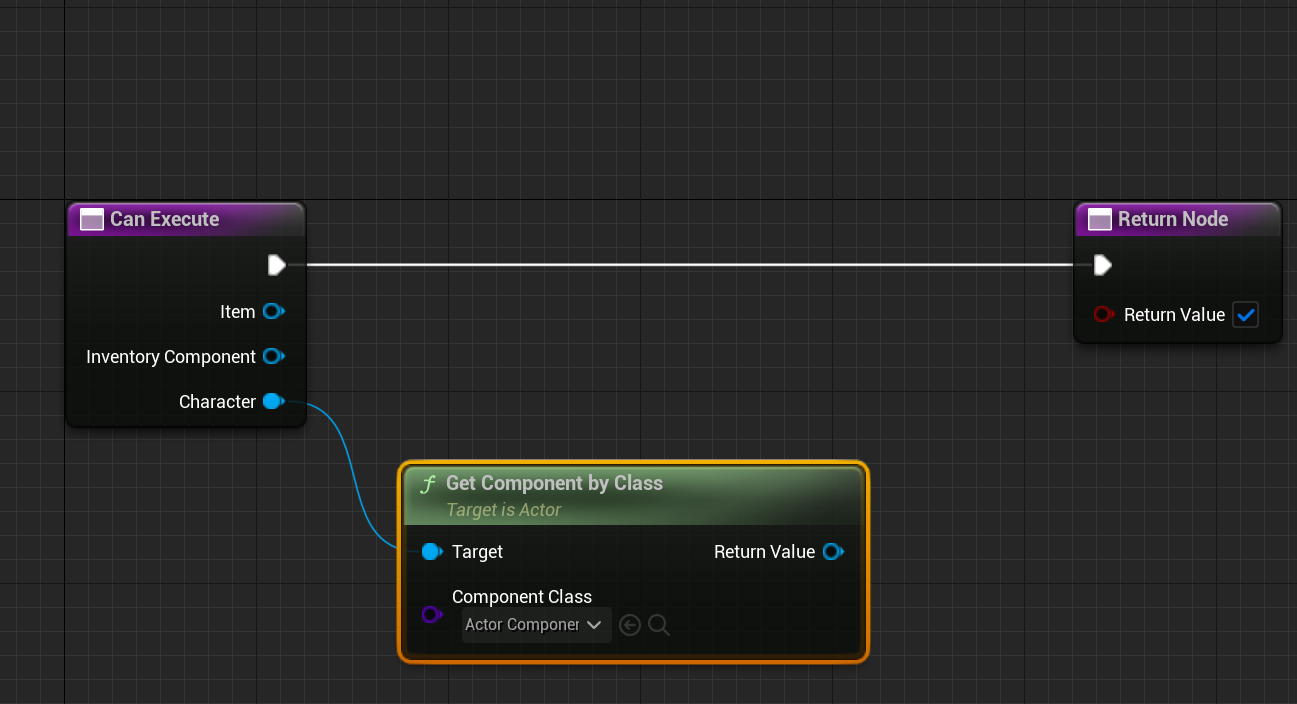 Can Execute
Item
Inventory Component
Character
Return Node
Return Value
f Get Component by Class
Target is Actor
Target
Return Value
Component Class
Actor Componer